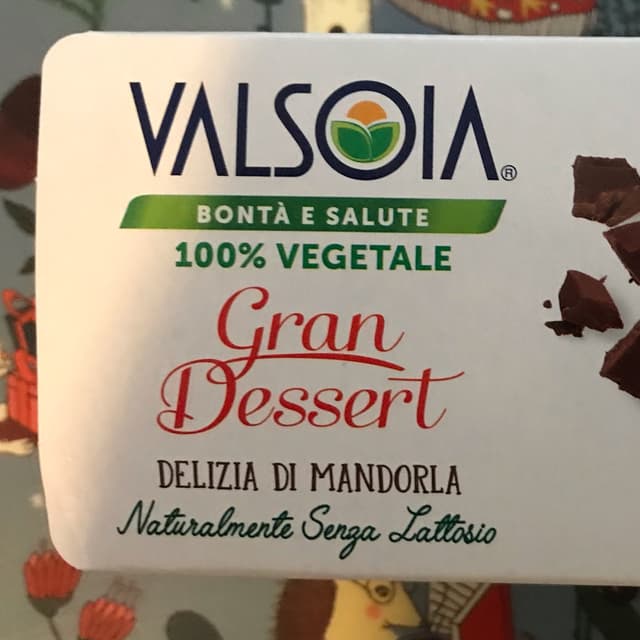 VALSOIA®
BONTÀ E SALUTE
100% VEGETALE
Gran
Dessert
DELIZIA DI MANDORLA
Naturalmente Senza Lattosio